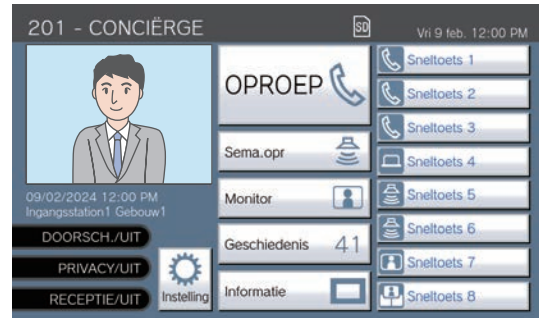 201 - CONCIËRGE
SD
Vri 9 feb. 12:00 PM
09/02/2024 12:00 PM
Ingangsstation1 Gebouw1
DOORSCH./UIT
PRIVACY/UIT
RECEPTIE/UIT
Instelling
OPROEP
Sema.opr
Monitor
Geschiedenis 41
Informatie
Sneltoets 1
Sneltoets 2
Sneltoets 3
Sneltoets 4
Sneltoets 5
Sneltoets 6
Sneltoets 7
Sneltoets 8